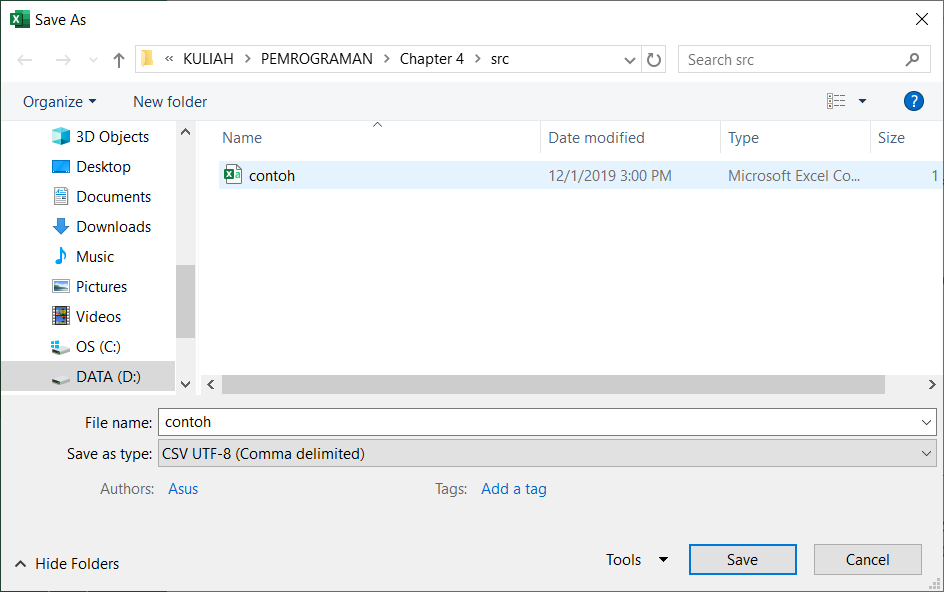 Save As
« KULIAH > PEMROGRAMAN > Chapter 4 > src
Search src
Organize
New folder
?
3D Objects
Desktop
Documents
Downloads
Music
Pictures
Videos
OS (C:)
DATA (D:)
Name Date modified Type Size
contoh 12/1/2019 3:00 PM Microsoft Excel Co... 1
File name: contoh
Save as type: CSV UTF-8 (Comma delimited)
Authors: Asus Tags: Add a tag
Hide Folders
Tools Save Cancel